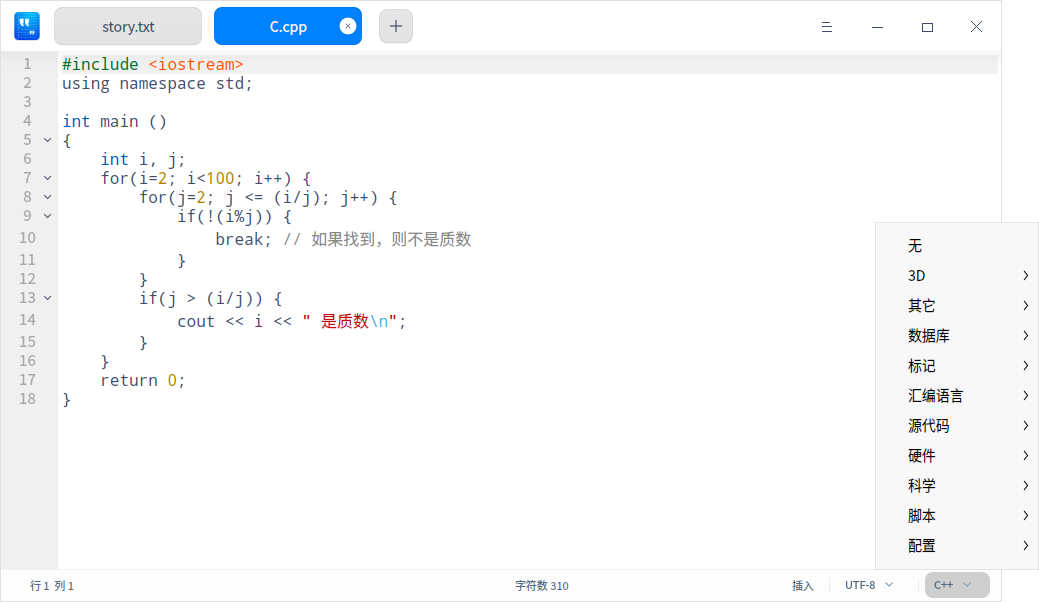 story.txt
C.cpp
1 #include <iostream>
2 using namespace std;
3
4 int main ()
5 {
6     int i, j;
7     for(i=2; i<100; i++) {
8         for(j=2; j <= (i/j); j++) {
9             if(!(i%j)) {
10                 break; // 如果找到，则不是质数
11             }
12         }
13         if(j > (i/j)) {
14             cout << i << " 是质数\n";
15         }
16     }
17     return 0;
18 }
无
3D
其它
数据库
标记
汇编语言
源代码
硬件
科学
脚本
配置
行 1 列 1
字符数 310
插入
UTF-8
C++